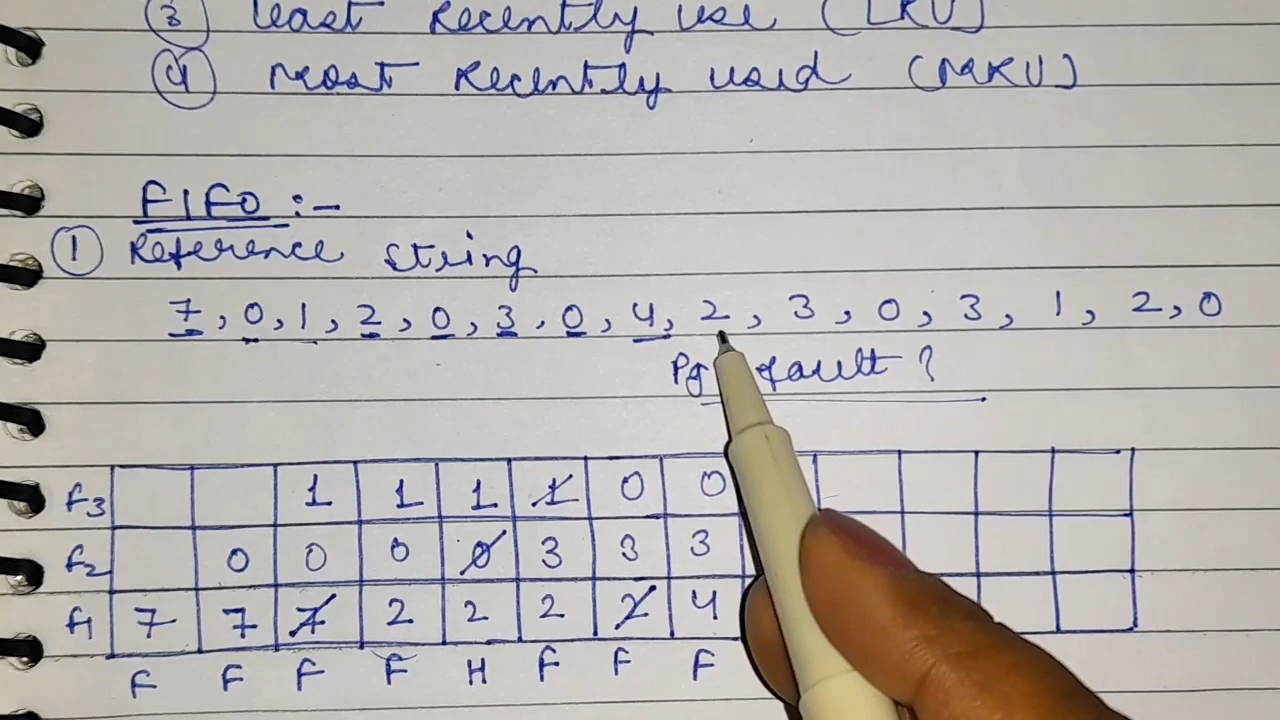 ③ Least Recently use (LRU)
④ Most Recently used (MRU)
FIFO :-
① Reference string
7, 0, 1, 2, 0, 3, 0, 4, 2, 3, 0, 3, 1, 2, 0
Pg fault?
f3 1 1 1 1 0 0
f2 0 0 0 0 3 3 3
f1 7 7 7 2 2 2 2 4
F F F F H F F F